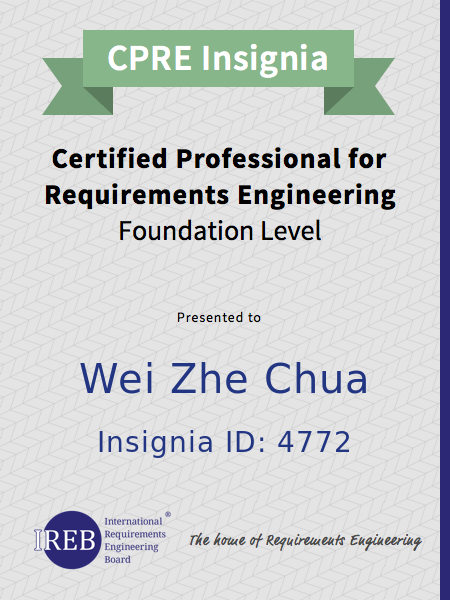 CPRE Insignia
Certified Professional for
Requirements Engineering
Foundation Level
Presented to
Wei Zhe Chua
Insignia ID: 4772
IREB
International ®
Requirements
Engineering
Board
The home of Requirements Engineering